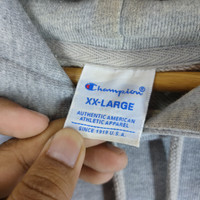 Champion
XX-LARGE
AUTHENTIC AMERICAN
ATHLETIC APPAREL
SINCE 1919 U.S.A.